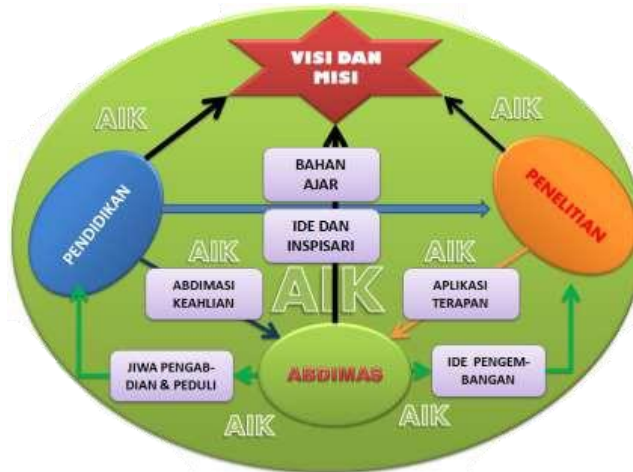 VISI DAN
MISI
AIK
AIK
BAHAN
AJAR
PENDIDIKAN
PENELITIAN
IDE DAN
INSPISARI
AIK
AIK
AIK
ABDIMASI
KEAHLIAN
APLIKASI
TERAPAN
JIWA PENGAB-
DIAN & PEDULI
ABDIMAS
IDE PENGEM-
BANGAN
AIK
AIK